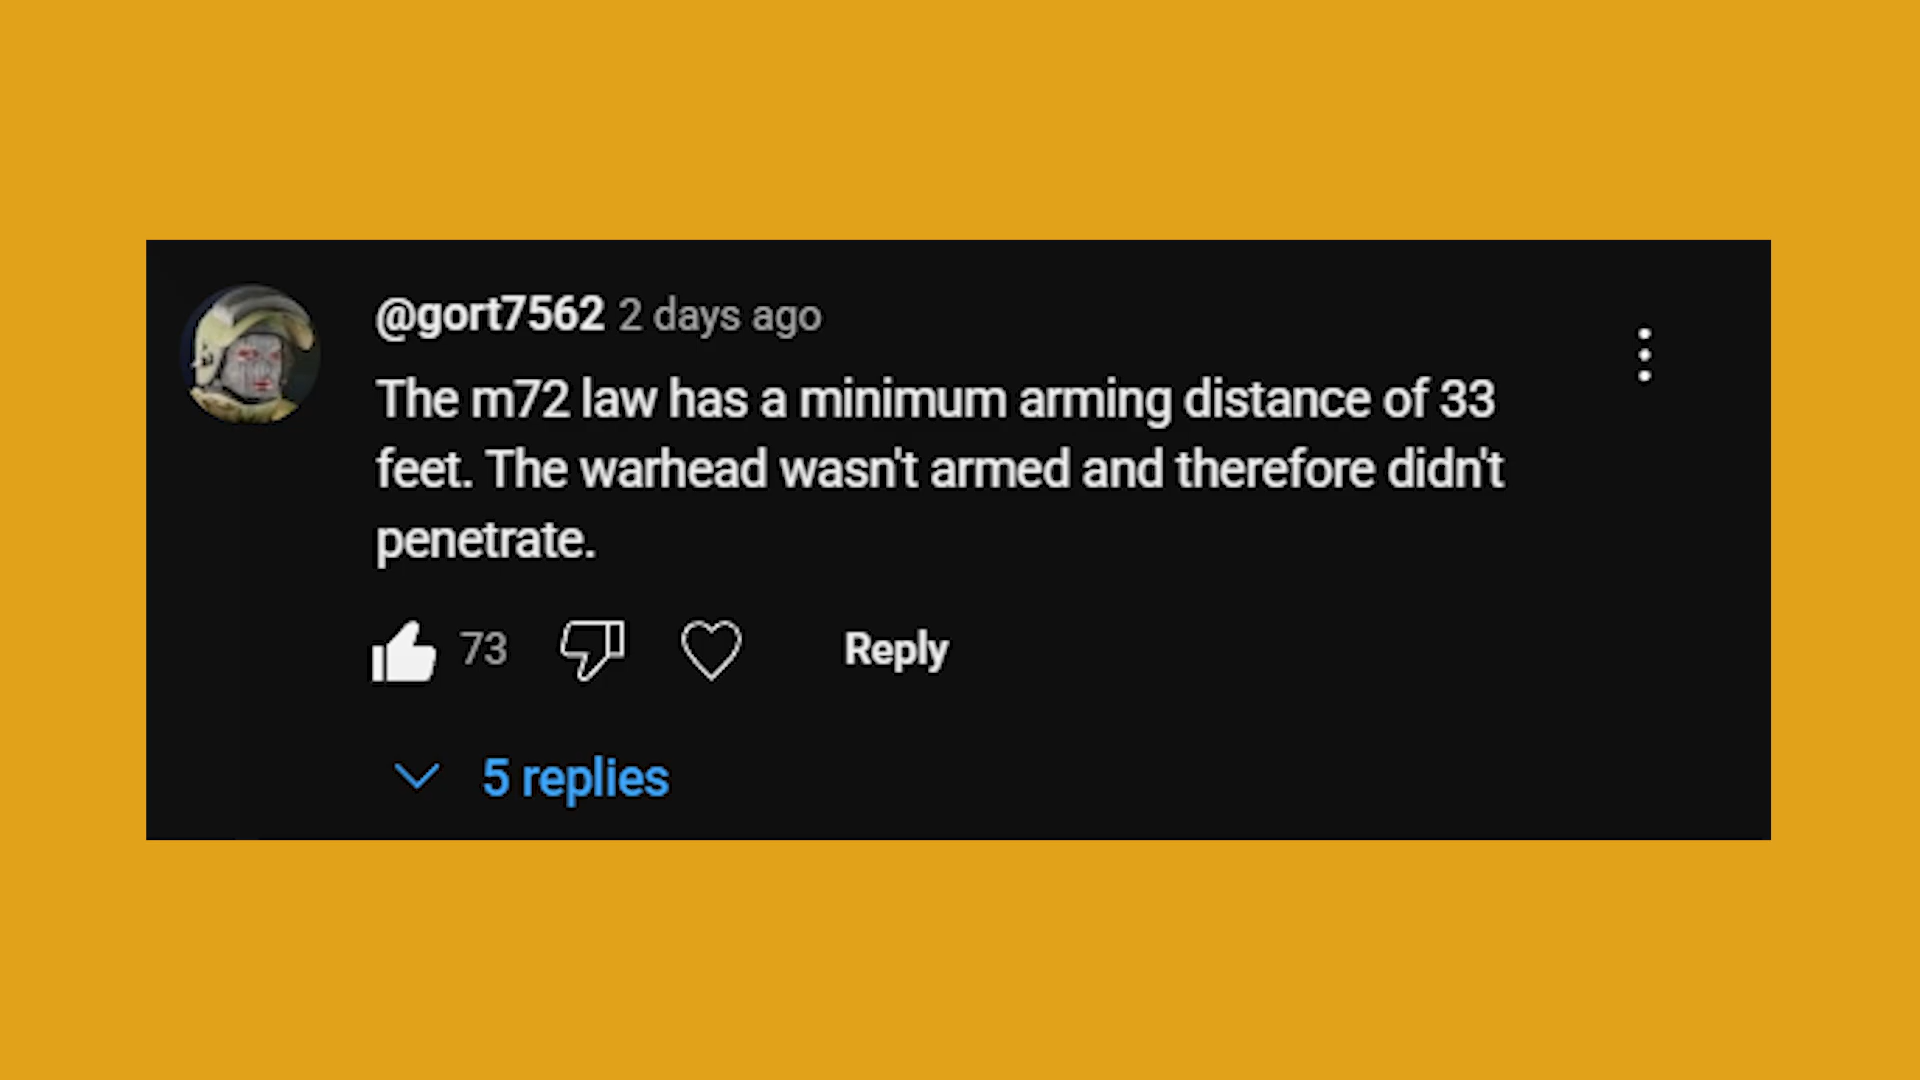 @gort7562 2 days ago
The m72 law has a minimum arming distance of 33
feet. The warhead wasn't armed and therefore didn't
penetrate.
73 Reply
5 replies